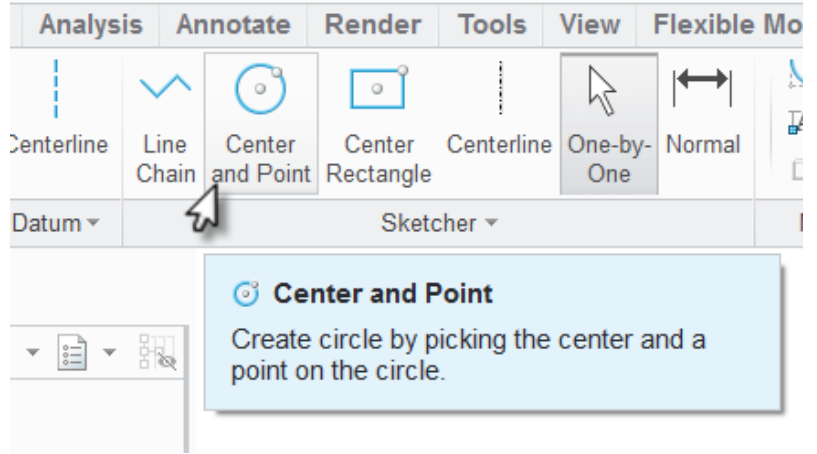 Analysis Annotate Render Tools View Flexible Mo
Centerline Line Chain Center and Point Center Rectangle Centerline One-by-One Normal
Datum Sketcher
Center and Point
Create circle by picking the center and a
point on the circle.